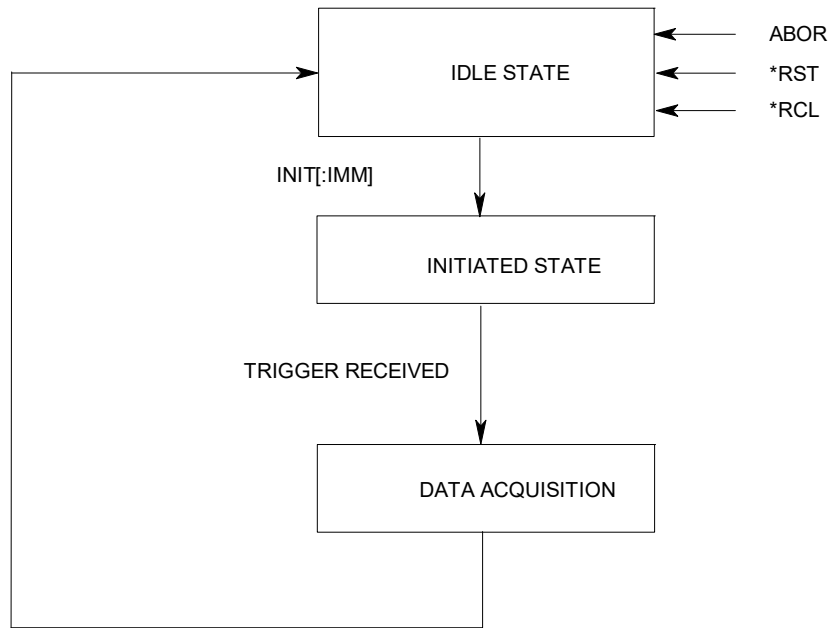 ABOR
IDLE STATE
*RST
*RCL
INIT[:IMM]
INITIATED STATE
TRIGGER RECEIVED
DATA ACQUISITION